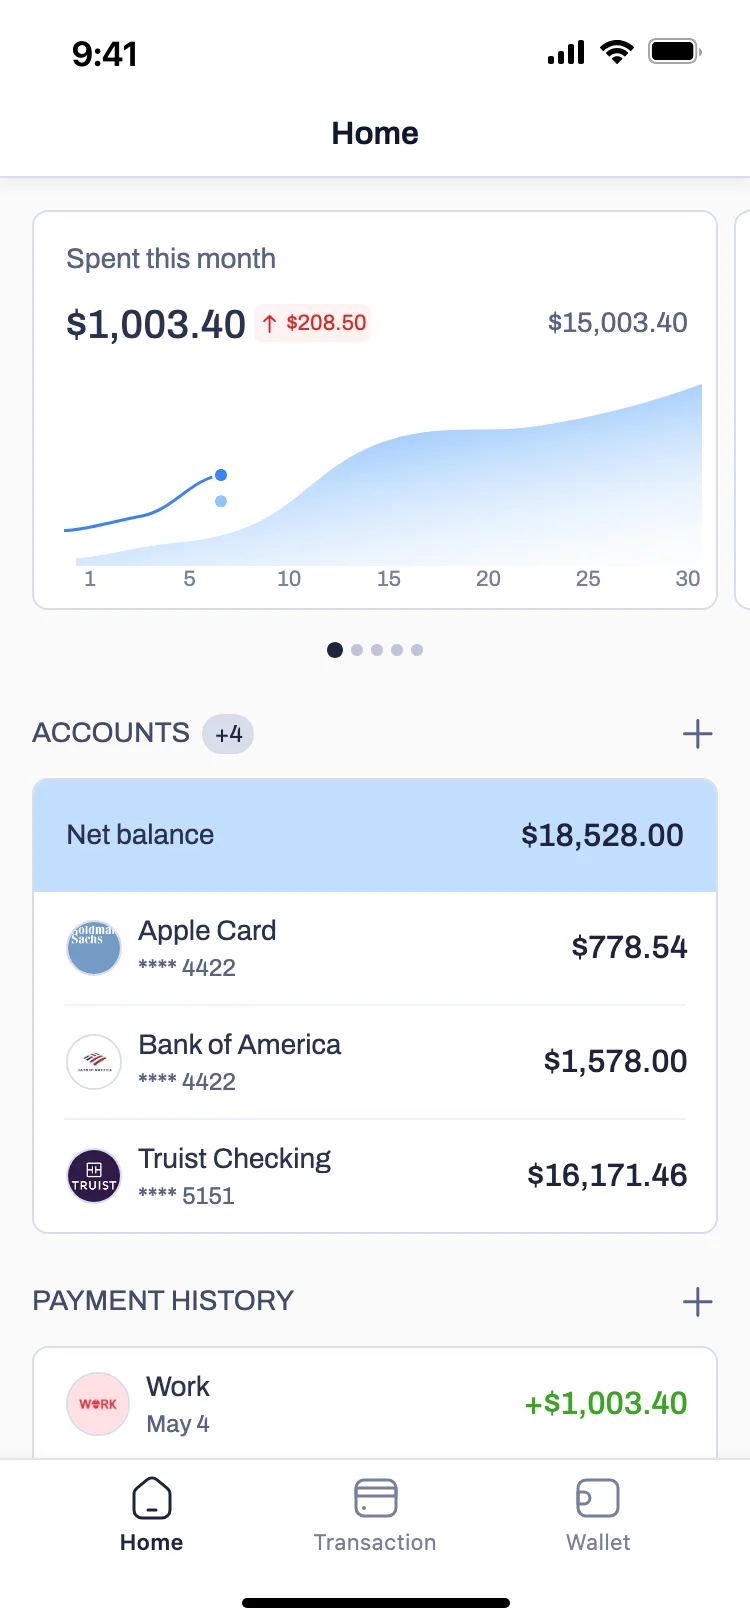 9:41
Home
Spent this month
$1,003.40 ↑ $208.50 $15,003.40
1 5 10 15 20 25 30
ACCOUNTS +4
Net balance $18,528.00
Goldman
Sachs
Apple Card
**** 4422
$778.54
Bank of America
**** 4422
$1,578.00
TRUIST
Truist Checking
**** 5151
$16,171.46
PAYMENT HISTORY
WORK
Work
May 4
+$1,003.40
Home Transaction Wallet